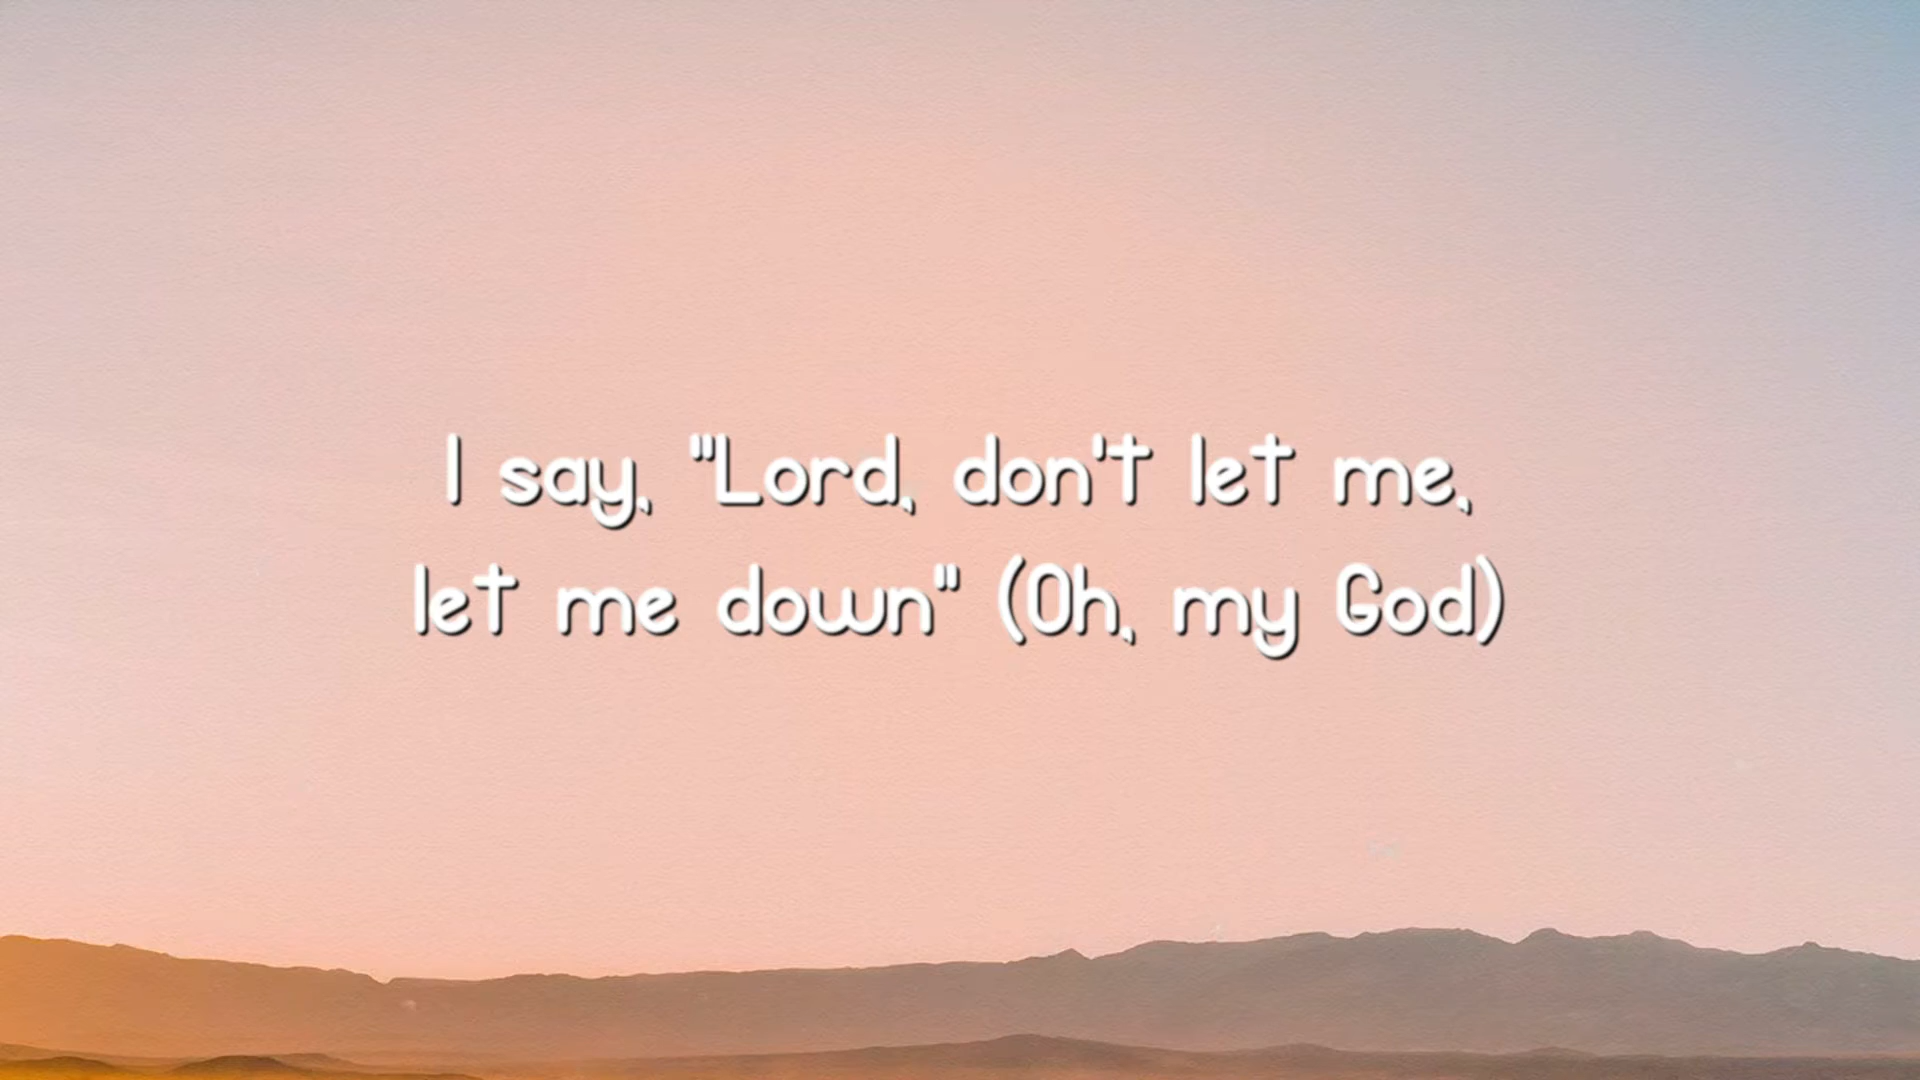 I say, "Lord, don't let me,
let me down" (Oh, my God)